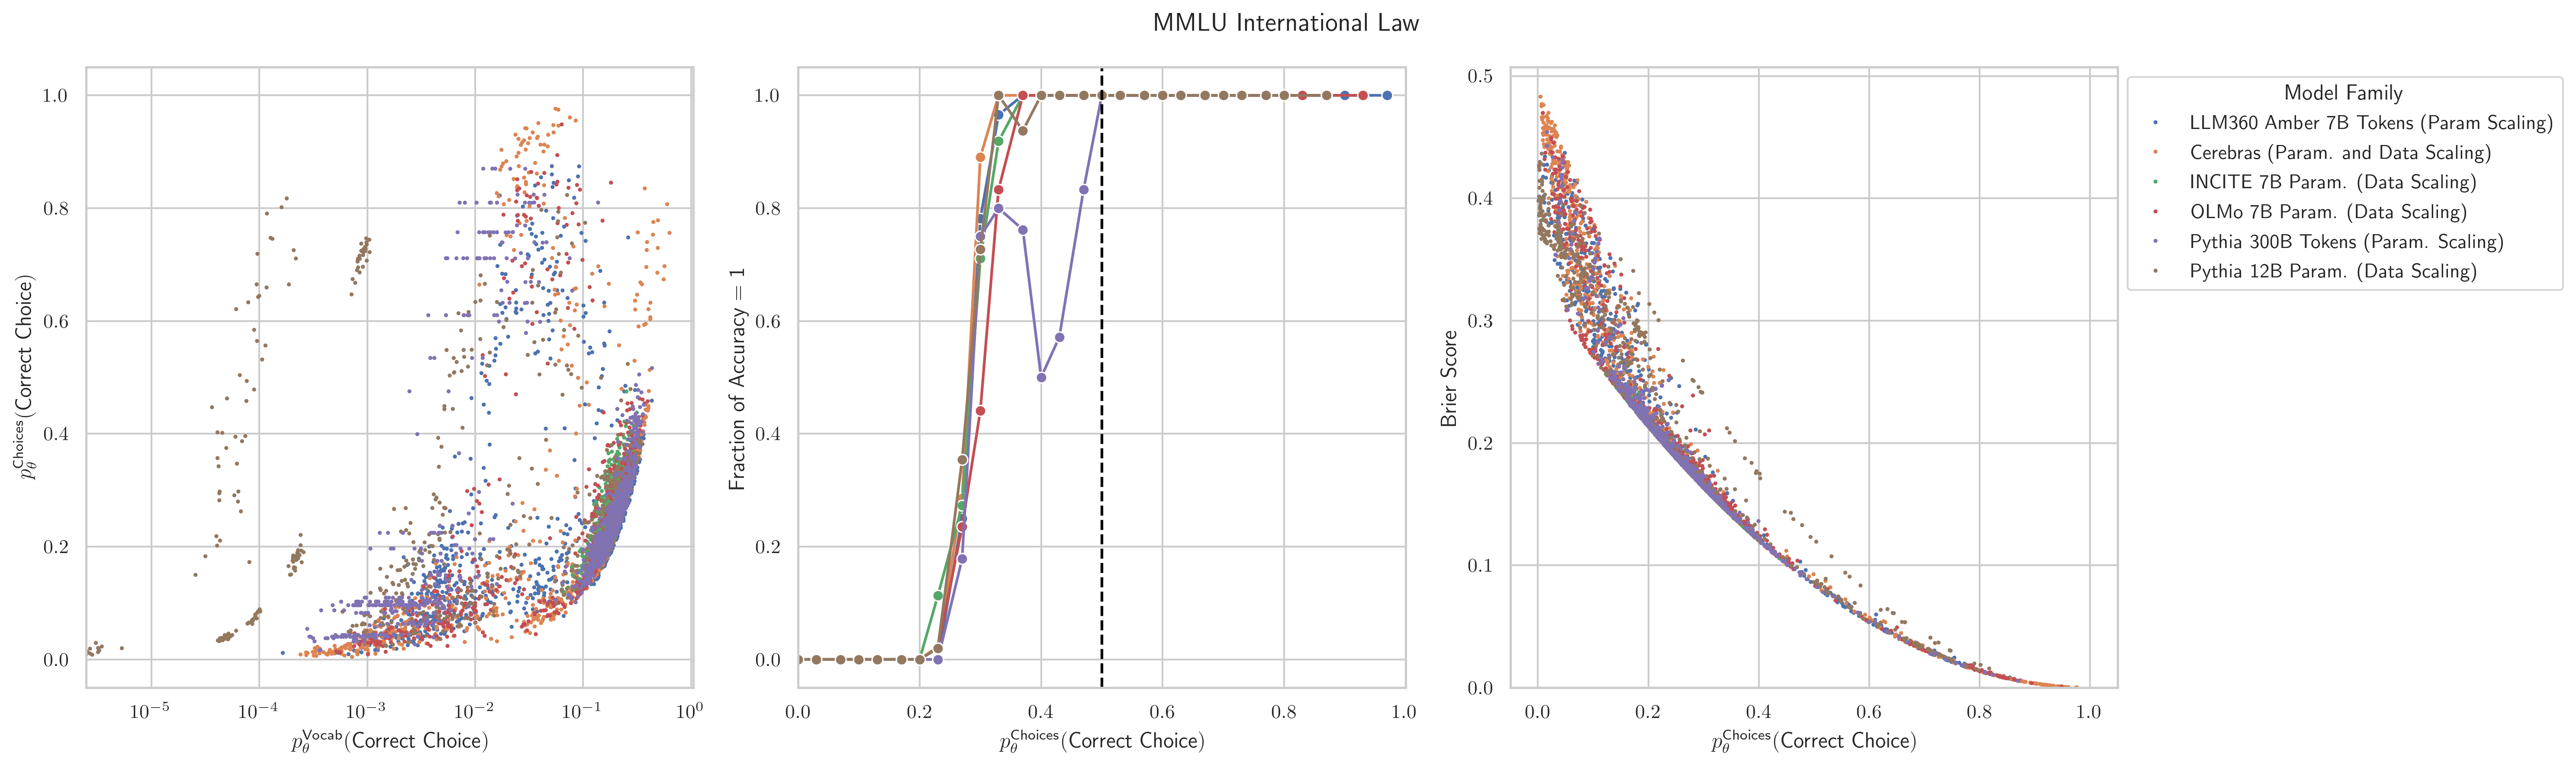 MMLU International Law
1.0
0.8
0.6
0.4
0.2
0.0
p_θ^Choices(Correct Choice)
10^−5
10^−4
10^−3
10^−2
10^−1
10^0
p_θ^Vocab(Correct Choice)
1.0
0.8
0.6
0.4
0.2
0.0
Fraction of Accuracy = 1
0.0
0.2
0.4
0.6
0.8
1.0
p_θ^Choices(Correct Choice)
0.5
0.4
0.3
0.2
0.1
0.0
Brier Score
0.0
0.2
0.4
0.6
0.8
1.0
p_θ^Choices(Correct Choice)
Model Family
LLM360 Amber 7B Tokens (Param Scaling)
Cerebras (Param. and Data Scaling)
INCITE 7B Param. (Data Scaling)
OLMo 7B Param. (Data Scaling)
Pythia 300B Tokens (Param. Scaling)
Pythia 12B Param. (Data Scaling)